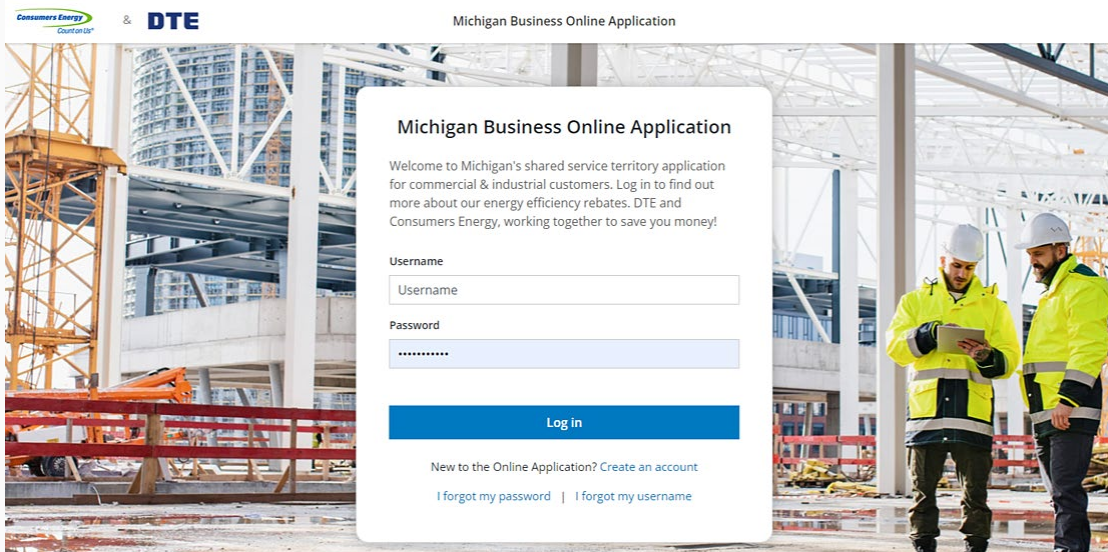 Consumers Energy
Count on Us®
&
DTE
Michigan Business Online Application
Michigan Business Online Application
Welcome to Michigan's shared service territory application
for commercial & industrial customers. Log in to find out
more about our energy efficiency rebates. DTE and
Consumers Energy, working together to save you money!
Username
Username
Password
•••••••••••
Log in
New to the Online Application? Create an account
I forgot my password | I forgot my username